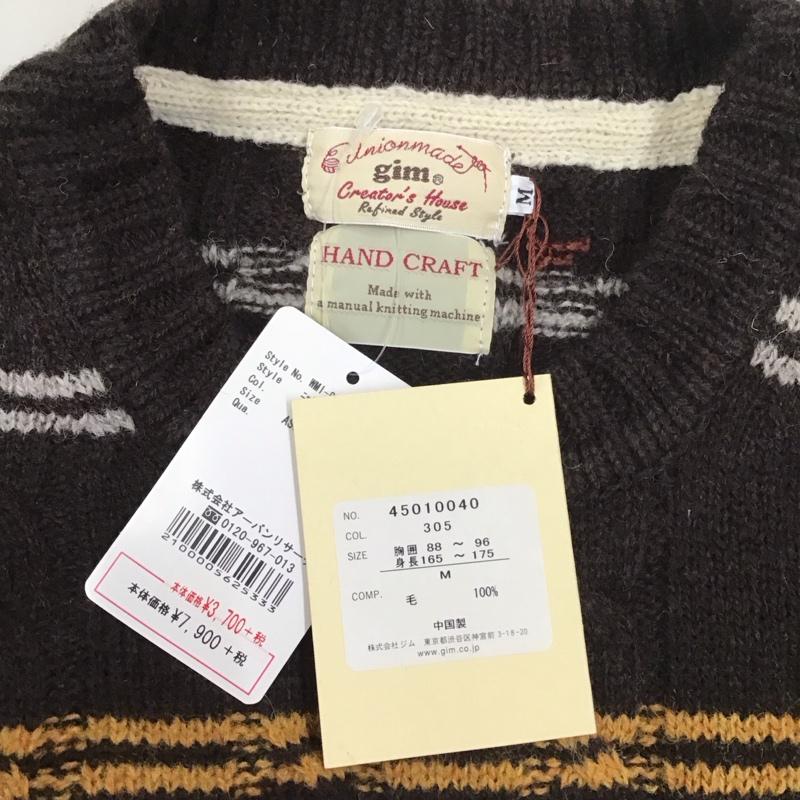 Unionmade
gim®
Creator's House
Refined Style
M
HAND CRAFT
Made with
a manual knitting machine
Style No. WM1-
Style
Col.
Size
Qua.
株式会社アーバンリサー
0120-967-013
2100005625333
本体価格 ¥3,700+税
本体価格 ¥7,900+税
NO. 45010040
COL. 305
SIZE 胸囲 88 ~ 96
身長 165 ~ 175
M
COMP. 毛 100%
中国製
株式会社ジム 東京都渋谷区神宮前 3-18-20
www.gim.co.jp